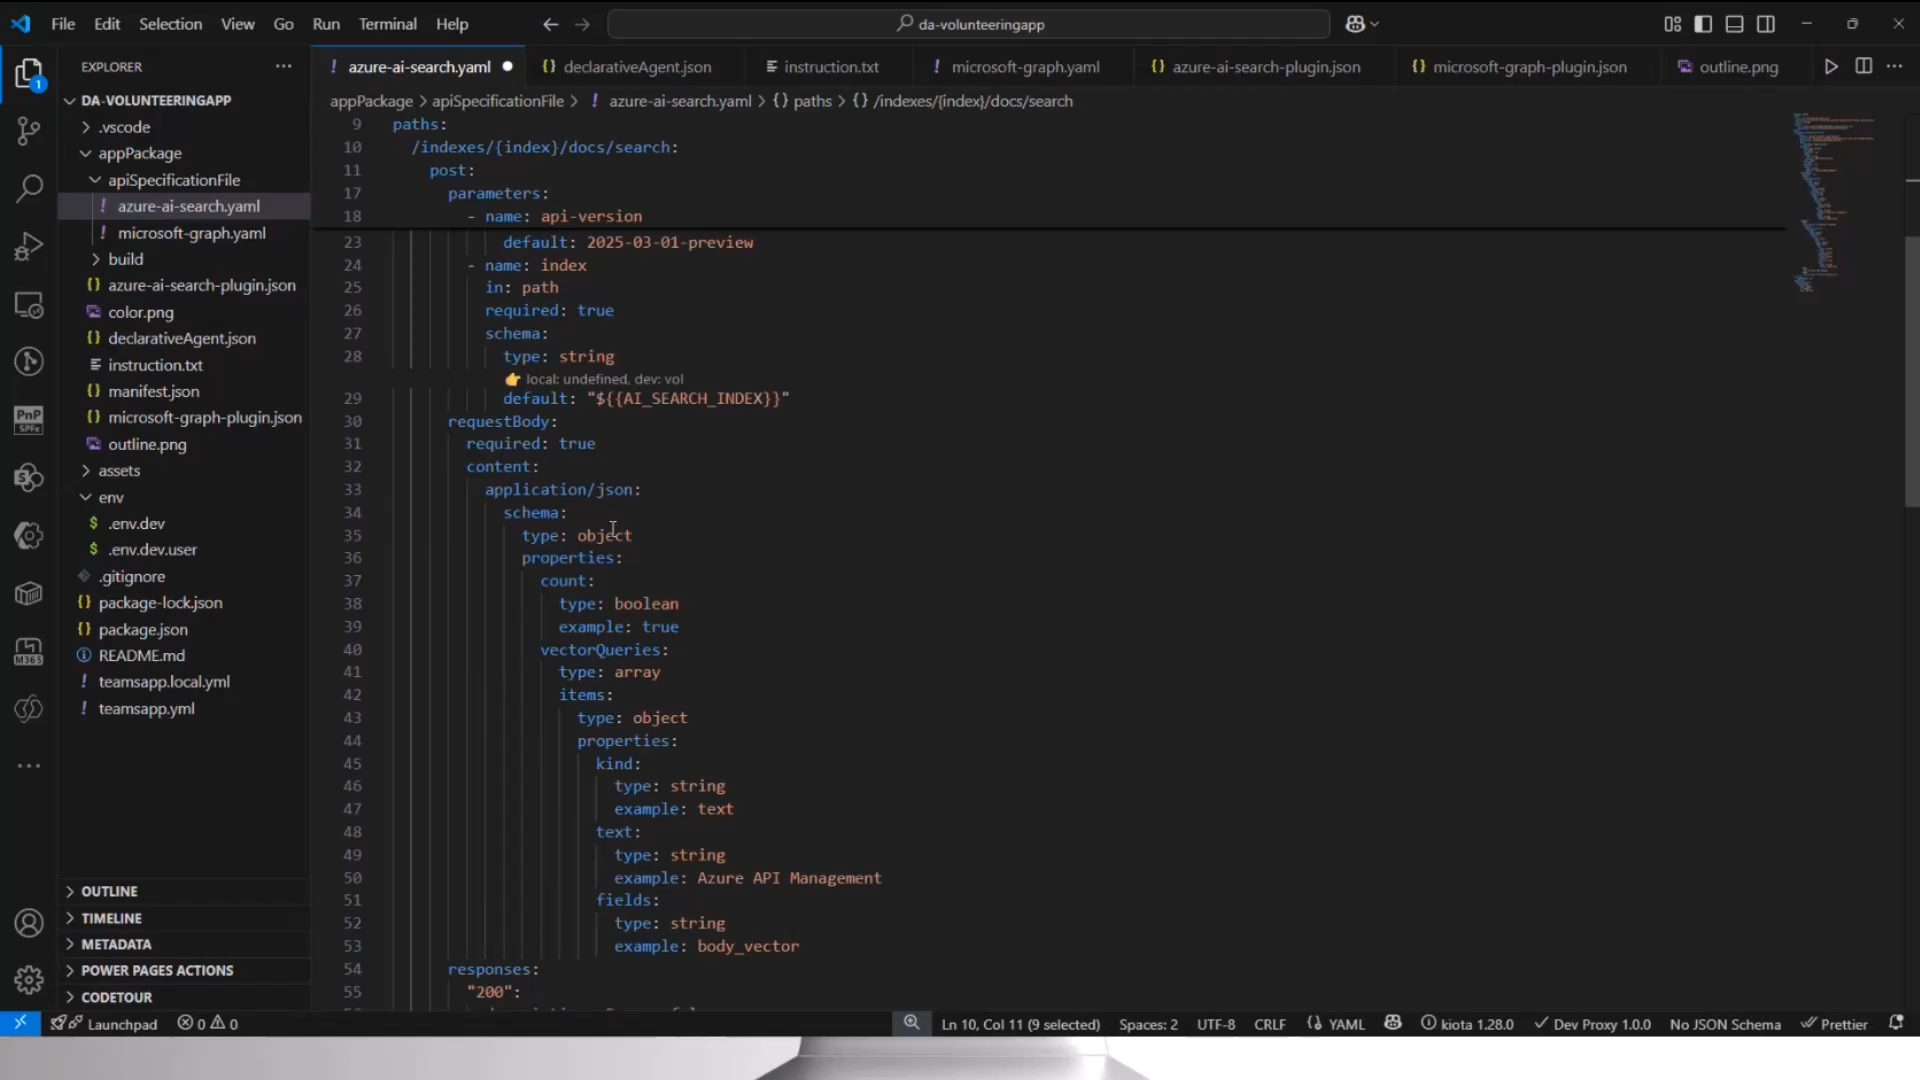 File Edit Selection View Go Run Terminal Help
da-volunteeringapp
EXPLORER
DA-VOLUNTEERINGAPP
.vscode
appPackage
apiSpecificationFile
! azure-ai-search.yaml
! microsoft-graph.yaml
build
{} azure-ai-search-plugin.json
color.png
{} declarativeAgent.json
instruction.txt
{} manifest.json
{} microsoft-graph-plugin.json
outline.png
assets
env
$ .env.dev
$ .env.dev.user
.gitignore
{} package-lock.json
{} package.json
README.md
! teamsapp.local.yml
! teamsapp.yml
OUTLINE
TIMELINE
METADATA
POWER PAGES ACTIONS
CODETOUR
1
PnP
SPFx
M365
! azure-ai-search.yaml {} declarativeAgent.json instruction.txt ! microsoft-graph.yaml {} azure-ai-search-plugin.json {} microsoft-graph-plugin.json outline.png
appPackage > apiSpecificationFile > ! azure-ai-search.yaml > {} paths > {} /indexes/{index}/docs/search
9 paths:
10 /indexes/{index}/docs/search:
11 post:
17 parameters:
18 - name: api-version
23 default: 2025-03-01-preview
24 - name: index
25 in: path
26 required: true
27 schema:
28 type: string
👉 local: undefined, dev: vol
29 default: "${{AI_SEARCH_INDEX}}"
30 requestBody:
31 required: true
32 content:
33 application/json:
34 schema:
35 type: object
36 properties:
37 count:
38 type: boolean
39 example: true
40 vectorQueries:
41 type: array
42 items:
43 type: object
44 properties:
45 kind:
46 type: string
47 example: text
48 text:
49 type: string
50 example: Azure API Management
51 fields:
52 type: string
53 example: body_vector
54 responses:
55 "200":
Launchpad 0 0 Ln 10, Col 11 (9 selected) Spaces: 2 UTF-8 CRLF YAML kiota 1.28.0 Dev Proxy 1.0.0 No JSON Schema Prettier